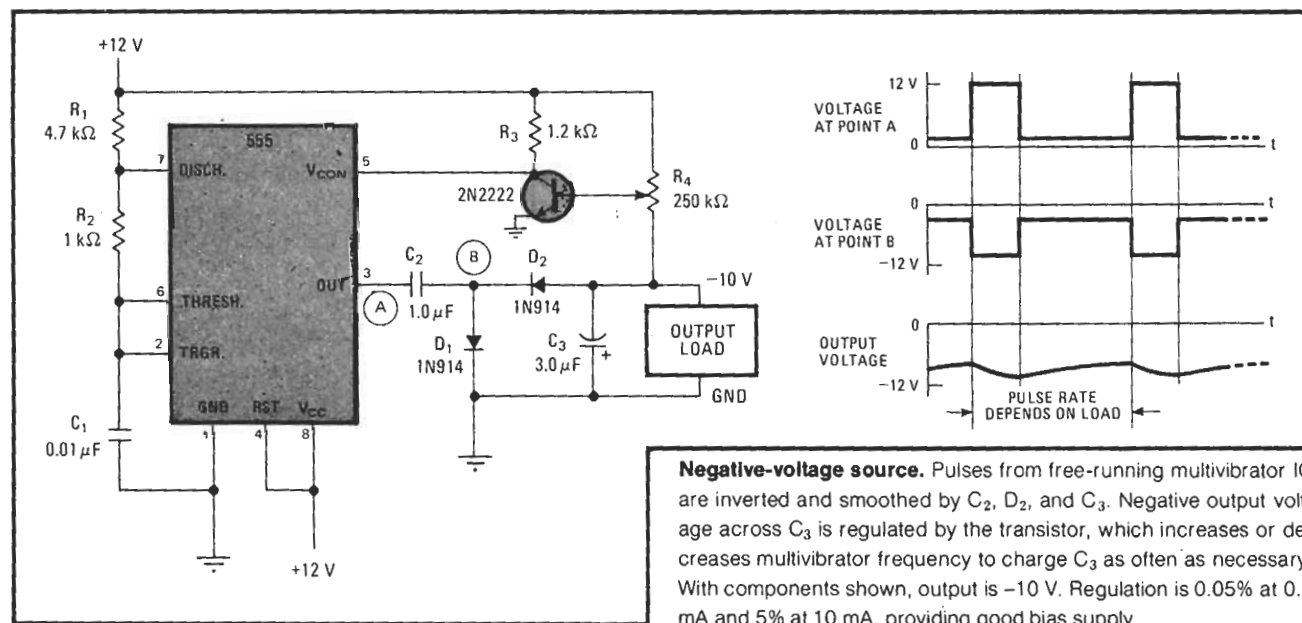 +12 V
R1
4.7 kΩ
R2
1 kΩ
C1
0.01 µF
555
7
DISCH.
VCON
5
OUT
3
6
THRESH.
2
TRGR.
GND
RST
VCC
1
4
8
+12 V
R3
1.2 kΩ
2N2222
R4
250 kΩ
A
C2
1.0 µF
B
D2
1N914
D1
1N914
C3
3.0 µF
+
−10 V
OUTPUT
LOAD
GND
VOLTAGE
AT POINT A
12 V
0
t
VOLTAGE
AT POINT B
0
−12 V
t
OUTPUT
VOLTAGE
0
−12 V
t
PULSE RATE
DEPENDS ON LOAD
Negative-voltage source. Pulses from free-running multivibrator
are inverted and smoothed by C2, D2, and C3. Negative output volt-
age across C3 is regulated by the transistor, which increases or de-
creases multivibrator frequency to charge C3 as often as necessary
With components shown, output is −10 V. Regulation is 0.05% at
mA and 5% at 10 mA, providing good bias supply